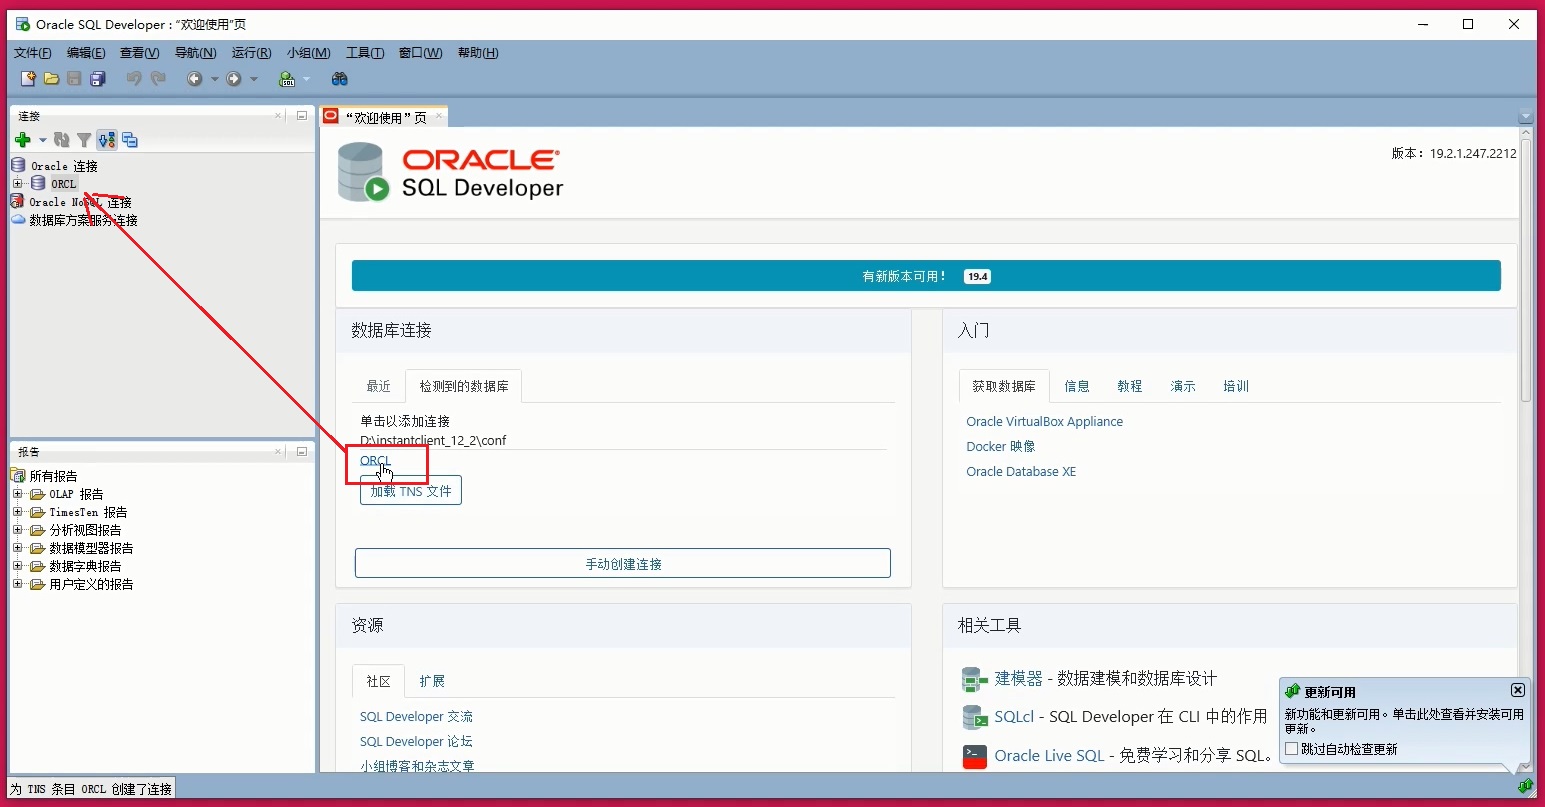 Oracle SQL Developer : “欢迎使用”页
文件(F) 编辑(E) 查看(V) 导航(N) 运行(R) 小组(M) 工具(T) 窗口(W) 帮助(H)
连接
Oracle 连接
ORCL
Oracle NoSQL 连接
数据库方案服务连接
报告
所有报告
OLAP 报告
TimesTen 报告
分析视图报告
数据模型器报告
数据字典报告
用户定义的报告
“欢迎使用”页
ORACLE
SQL Developer
版本：19.2.1.247.2212
有新版本可用！ 19.4
数据库连接
最近 检测到的数据库
单击以添加连接
D:\instantclient_12_2\conf
ORCL
加载 TNS 文件
手动创建连接
入门
获取数据库 信息 教程 演示 培训
Oracle VirtualBox Appliance
Docker 映像
Oracle Database XE
资源
社区 扩展
SQL Developer 交流
SQL Developer 论坛
小组博客和杂志文章
相关工具
建模器 - 数据建模和数据库设计
SQLcl - SQL Developer 在 CLI 中的作用
Oracle Live SQL - 免费学习和分享 SQL。
更新可用
新功能和更新可用。单击此处查看并安装可用
更新。
跳过自动检查更新
为 TNS 条目 ORCL 创建了连接